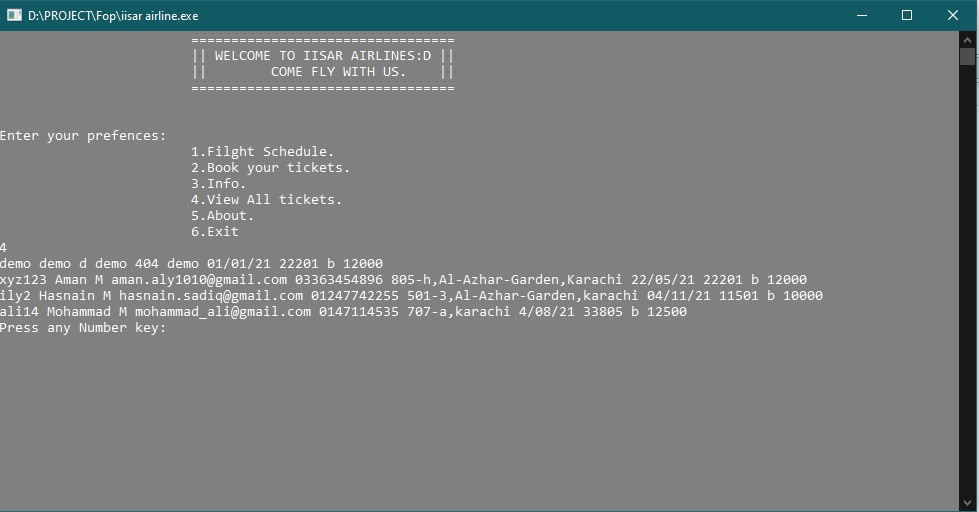 D:\PROJECT\Fop\iisar airline.exe
=================================
|| WELCOME TO IISAR AIRLINES:D ||
||        COME FLY WITH US.    ||
=================================
Enter your prefences:
1.Filght Schedule.
2.Book your tickets.
3.Info.
4.View All tickets.
5.About.
6.Exit
4
demo demo d demo 404 demo 01/01/21 22201 b 12000
xyz123 Aman M aman.aly1010@gmail.com 03363454896 805-h,Al-Azhar-Garden,Karachi 22/05/21 22201 b 12000
ily2 Hasnain M hasnain.sadiq@gmail.com 01247742255 501-3,Al-Azhar-Garden,karachi 04/11/21 11501 b 10000
ali14 Mohammad M mohammad_ali@gmail.com 0147114535 707-a,karachi 4/08/21 33805 b 12500
Press any Number key: